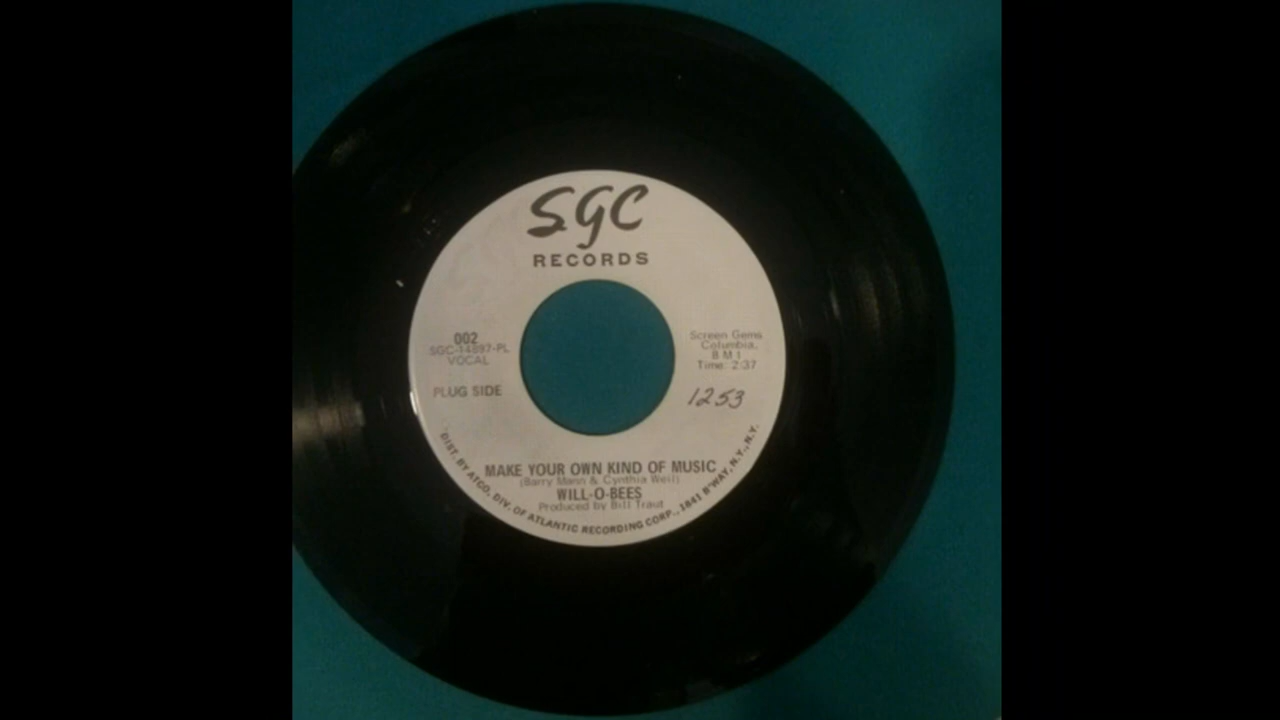 SGC
RECORDS
002
SGC-14897-PL
VOCAL
PLUG SIDE
Screen Gems
Columbia,
B M I
Time: 2:37
1253
MAKE YOUR OWN KIND OF MUSIC
(Barry Mann & Cynthia Weil)
WILL-O-BEES
Produced by Bill Traut
DIST. BY ATCO, DIV. OF ATLANTIC RECORDING CORP., 1841 B'WAY, N.Y., N.Y.